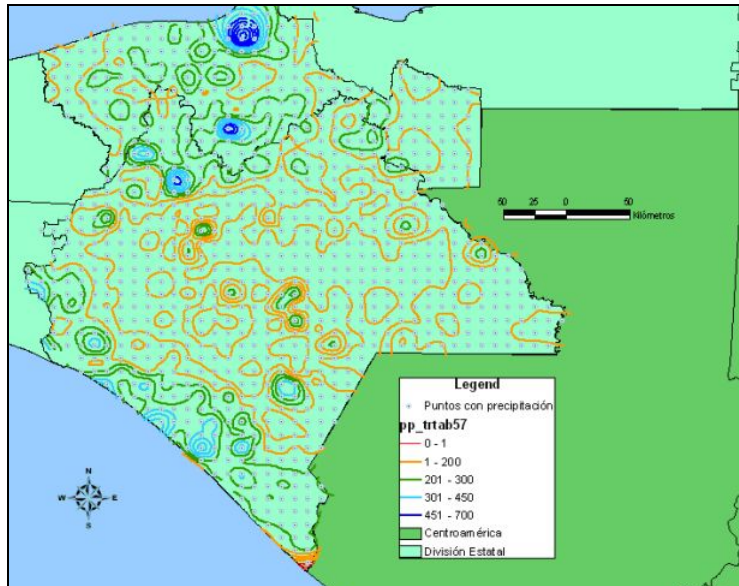 50 25 0 50
Kilómetros
N
W E
S
Legend
Puntos con precipitación
pp_trtab57
0 - 1
1 - 200
201 - 300
301 - 450
451 - 700
Centroamérica
División Estatal